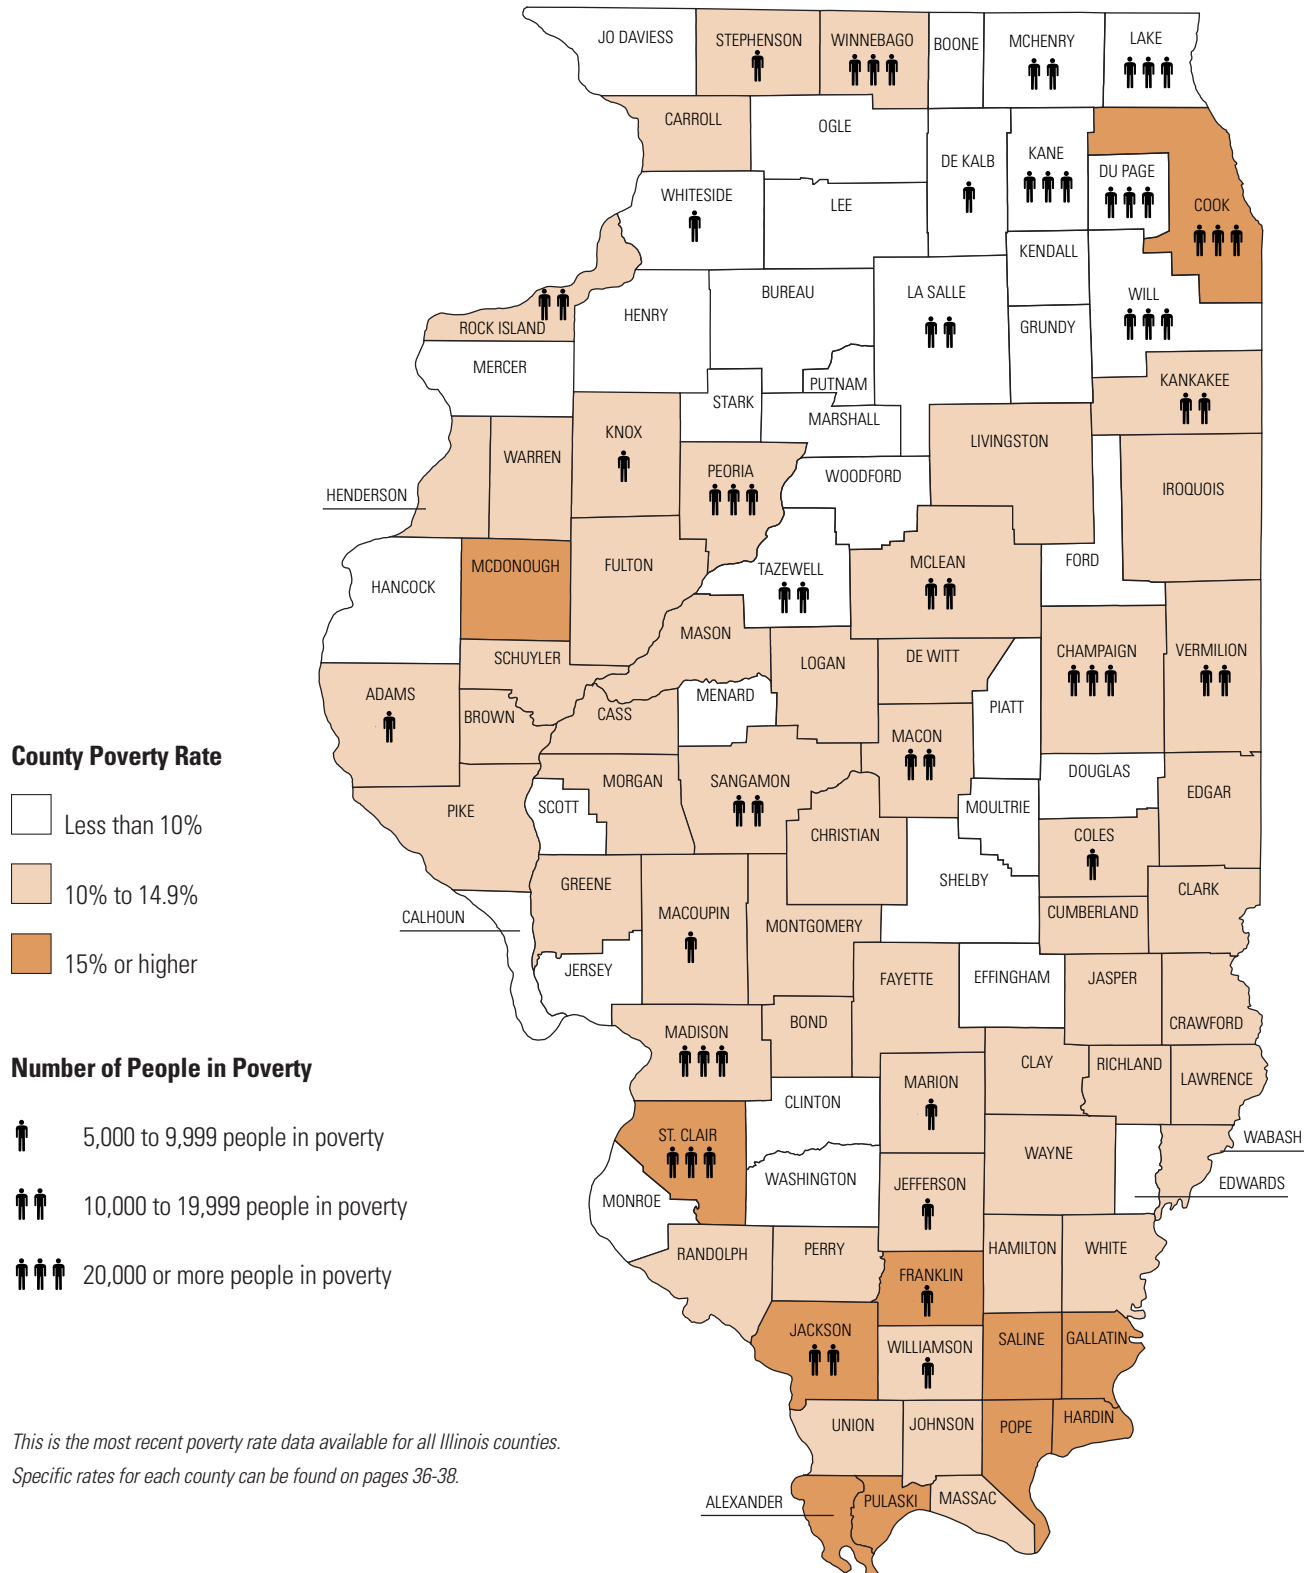 JO DAVIESS
STEPHENSON
WINNEBAGO
BOONE
MCHENRY
LAKE
CARROLL
OGLE
DE KALB
KANE
DU PAGE
COOK
WHITESIDE
LEE
KENDALL
ROCK ISLAND
HENRY
BUREAU
LA SALLE
GRUNDY
WILL
MERCER
PUTNAM
KANKAKEE
STARK
MARSHALL
HENDERSON
WARREN
KNOX
PEORIA
WOODFORD
LIVINGSTON
IROQUOIS
HANCOCK
MCDONOUGH
FULTON
TAZEWELL
MCLEAN
FORD
SCHUYLER
MASON
LOGAN
DE WITT
CHAMPAIGN
VERMILION
ADAMS
BROWN
CASS
MENARD
PIATT
MACON
PIKE
SCOTT
MORGAN
SANGAMON
CHRISTIAN
MOULTRIE
DOUGLAS
EDGAR
COLES
SHELBY
CALHOUN
GREENE
MACOUPIN
MONTGOMERY
CUMBERLAND
CLARK
JERSEY
FAYETTE
EFFINGHAM
JASPER
CRAWFORD
MADISON
BOND
CLAY
RICHLAND
LAWRENCE
MARION
CLINTON
ST. CLAIR
WABASH
WAYNE
EDWARDS
MONROE
WASHINGTON
JEFFERSON
RANDOLPH
PERRY
HAMILTON
WHITE
FRANKLIN
JACKSON
WILLIAMSON
SALINE
GALLATIN
UNION
JOHNSON
POPE
HARDIN
ALEXANDER
PULASKI
MASSAC
County Poverty Rate
Less than 10%
10% to 14.9%
15% or higher
Number of People in Poverty
5,000 to 9,999 people in poverty
10,000 to 19,999 people in poverty
20,000 or more people in poverty
This is the most recent poverty rate data available for all Illinois counties.
Specific rates for each county can be found on pages 36-38.